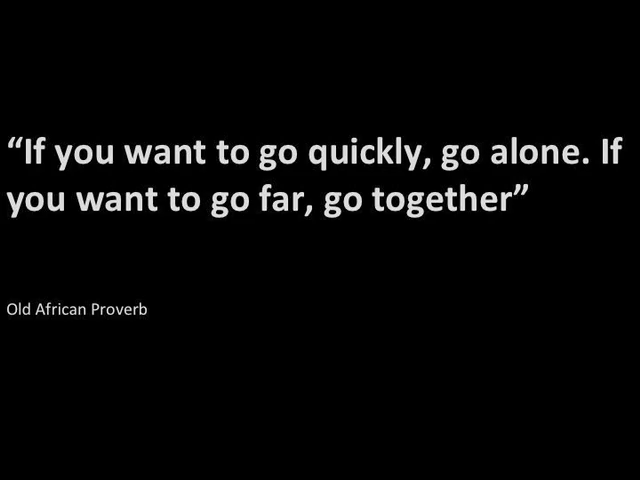 “If you want to go quickly, go alone. If
you want to go far, go together”
Old African Proverb